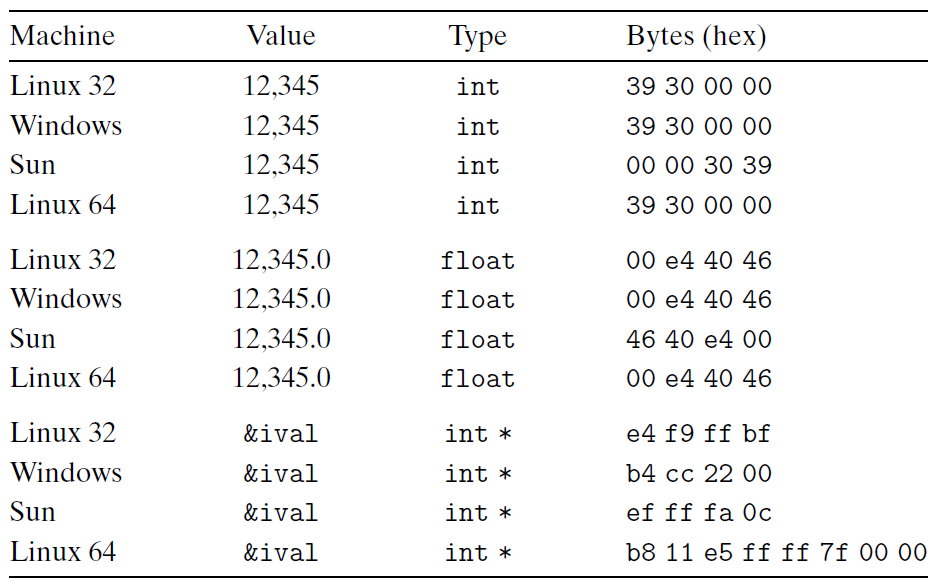 Machine Value Type Bytes (hex)
Linux 32 12,345 int 39 30 00 00
Windows 12,345 int 39 30 00 00
Sun 12,345 int 00 00 30 39
Linux 64 12,345 int 39 30 00 00
Linux 32 12,345.0 float 00 e4 40 46
Windows 12,345.0 float 00 e4 40 46
Sun 12,345.0 float 46 40 e4 00
Linux 64 12,345.0 float 00 e4 40 46
Linux 32 &ival int * e4 f9 ff bf
Windows &ival int * b4 cc 22 00
Sun &ival int * ef ff fa 0c
Linux 64 &ival int * b8 11 e5 ff ff 7f 00 00